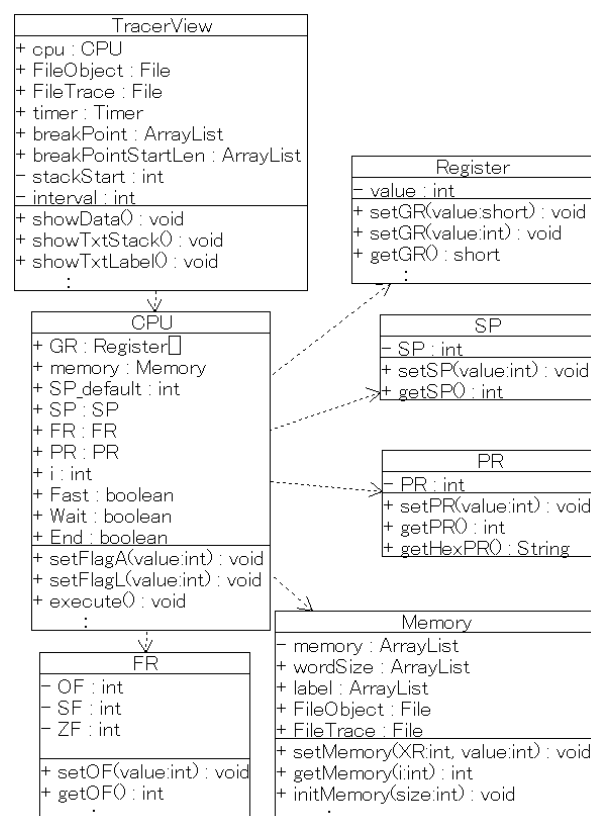 TracerView
+ cpu : CPU
+ FileObject : File
+ FileTrace : File
+ timer : Timer
+ breakPoint : ArrayList
+ breakPointStartLen : ArrayList
- stackStart : int
- interval : int
+ showData() : void
+ showTxtStack() : void
+ showTxtLabel() : void
:
CPU
+ GR : Register[]
+ memory : Memory
+ SP_default : int
+ SP : SP
+ FR : FR
+ PR : PR
+ i : int
+ Fast : boolean
+ Wait : boolean
+ End : boolean
+ setFlagA(value:int) : void
+ setFlagL(value:int) : void
+ execute() : void
:
Register
- value : int
+ setGR(value:short) : void
+ setGR(value:int) : void
+ getGR() : short
:
SP
- SP : int
+ setSP(value:int) : void
+ getSP() : int
PR
- PR : int
+ setPR(value:int) : void
+ getPR() : int
+ getHexPR() : String
FR
- OF : int
- SF : int
- ZF : int
+ setOF(value:int) : void
+ getOF() : int
Memory
- memory : ArrayList
+ wordSize : ArrayList
+ label : ArrayList
+ FileObject : File
+ FileTrace : File
+ setMemory(XR:int, value:int) : void
+ getMemory(i:int) : int
+ initMemory(size:int) : void